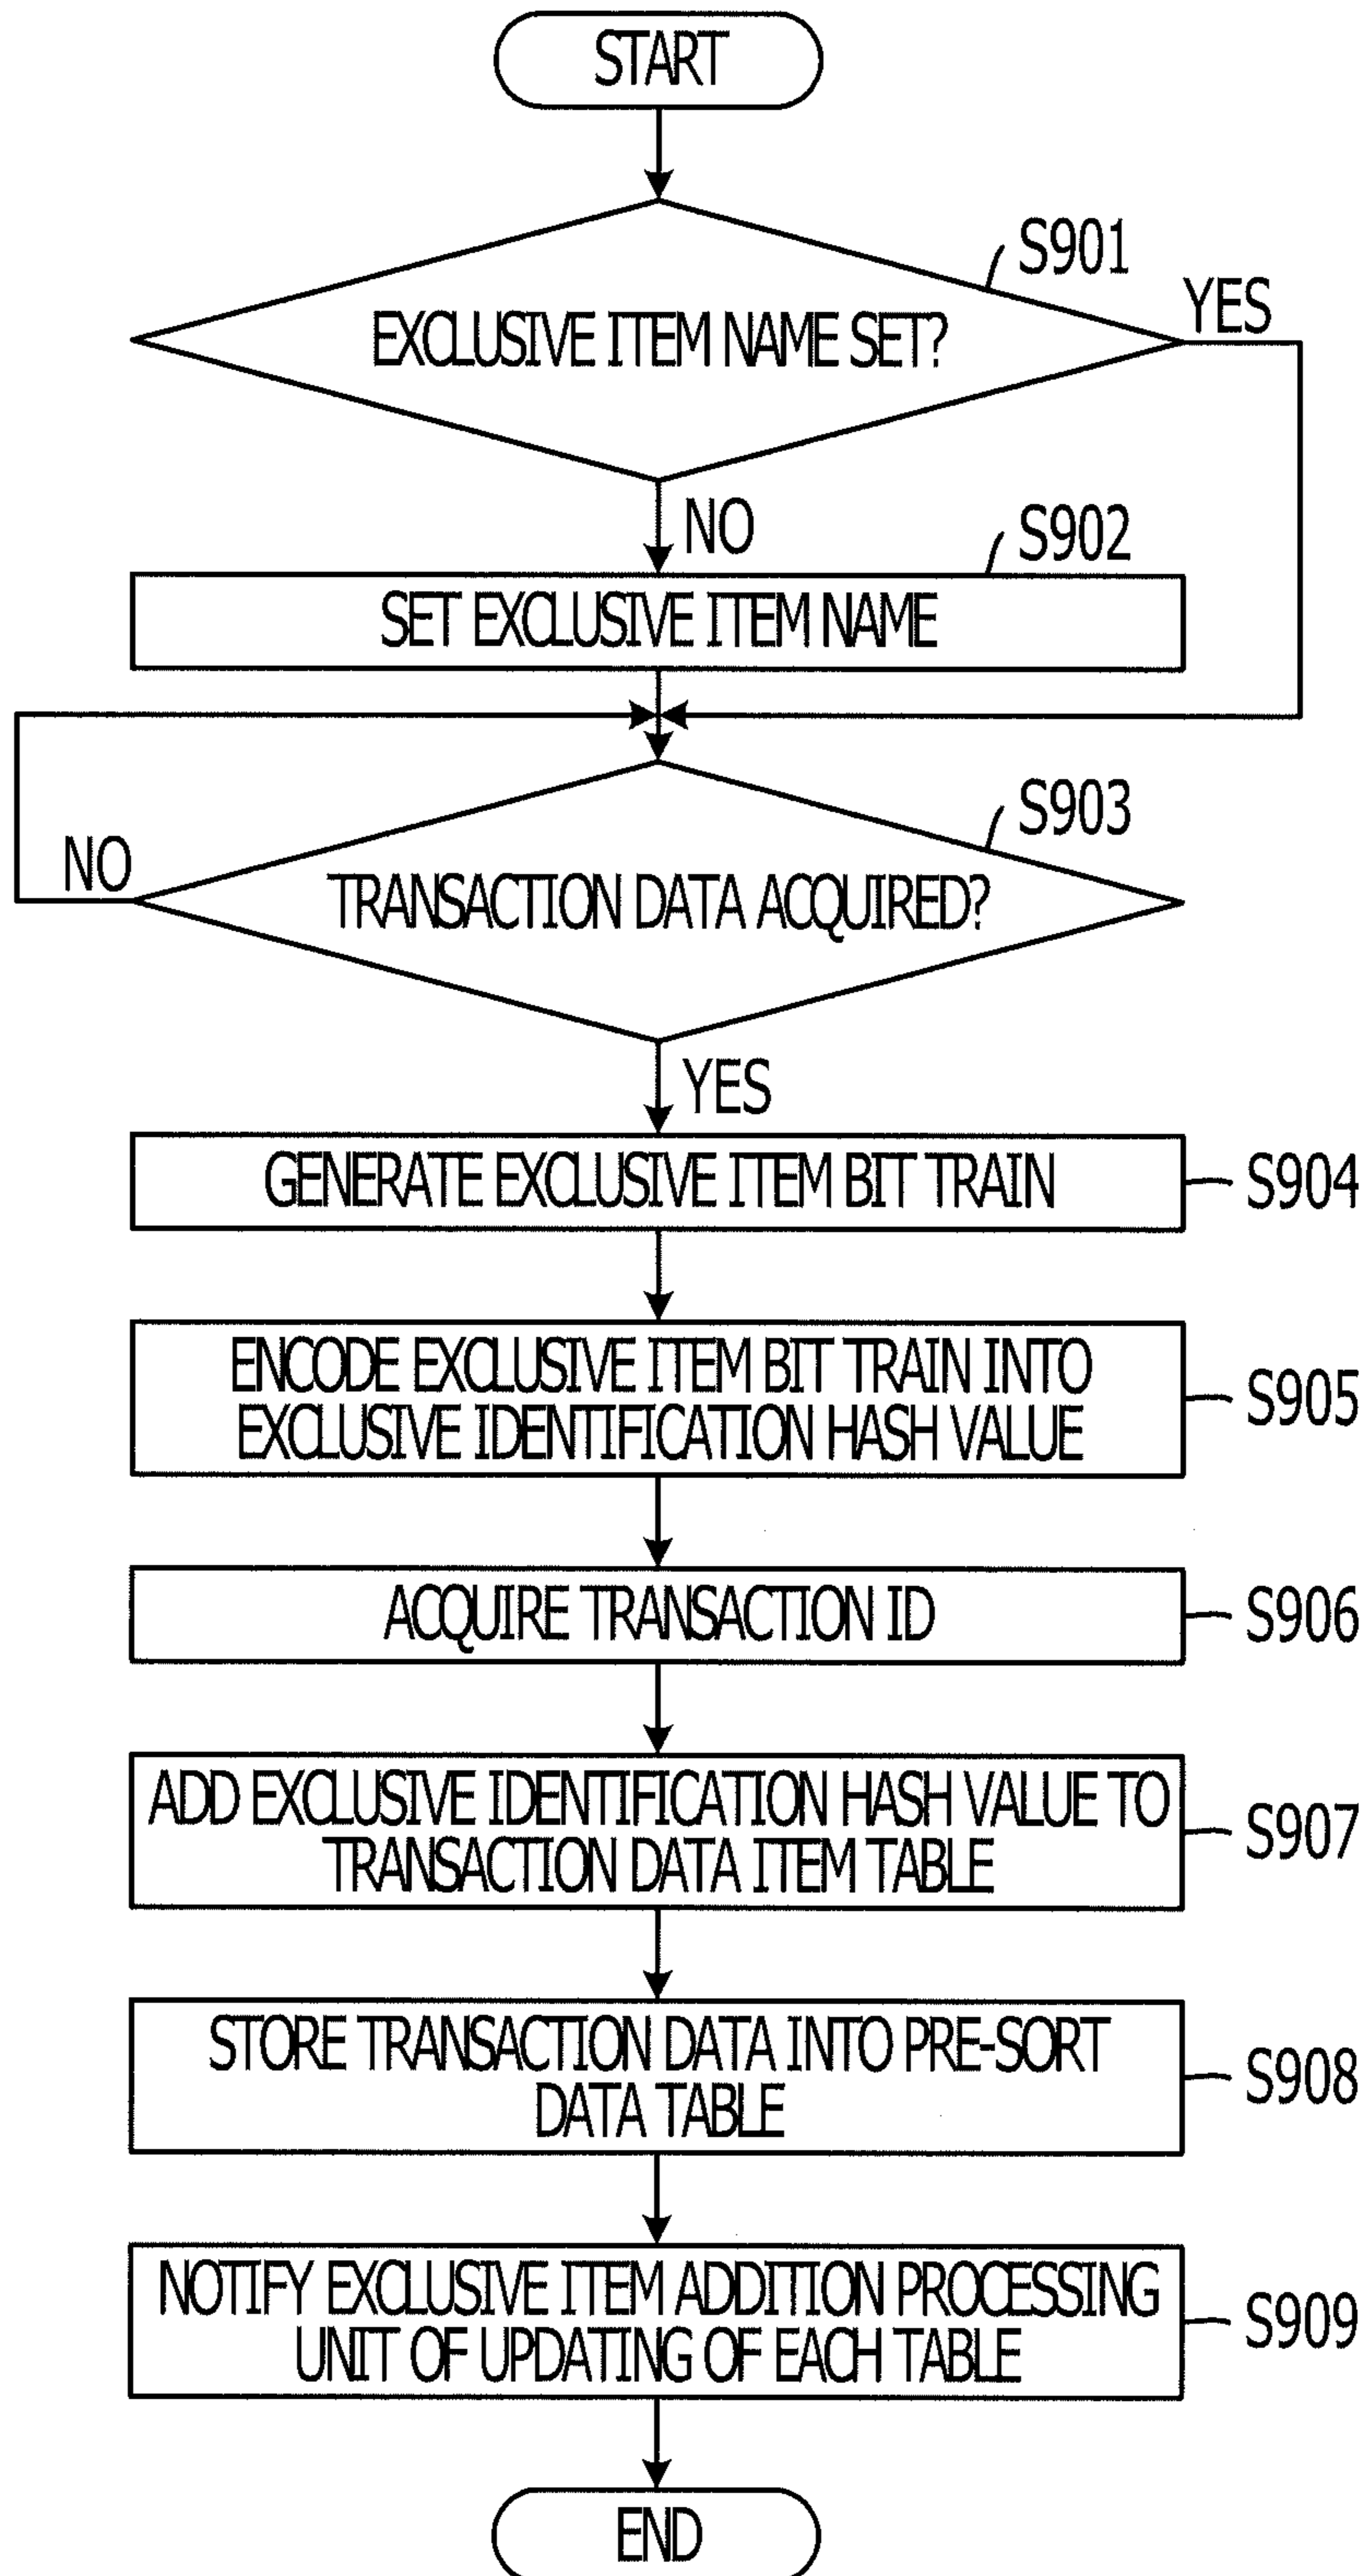 START
S901
YES
EXCLUSIVE ITEM NAME SET?
NO
S902
SET EXCLUSIVE ITEM NAME
S903
NO
TRANSACTION DATA ACQUIRED?
YES
GENERATE EXCLUSIVE ITEM BIT TRAIN
S904
ENCODE EXCLUSIVE ITEM BIT TRAIN INTO
EXCLUSIVE IDENTIFICATION HASH VALUE
S905
ACQUIRE TRANSACTION ID
S906
ADD EXCLUSIVE IDENTIFICATION HASH VALUE TO
TRANSACTION DATA ITEM TABLE
S907
STORE TRANSACTION DATA INTO PRE-SORT
DATA TABLE
S908
NOTIFY EXCLUSIVE ITEM ADDITION PROCESSING
UNIT OF UPDATING OF EACH TABLE
S909
END